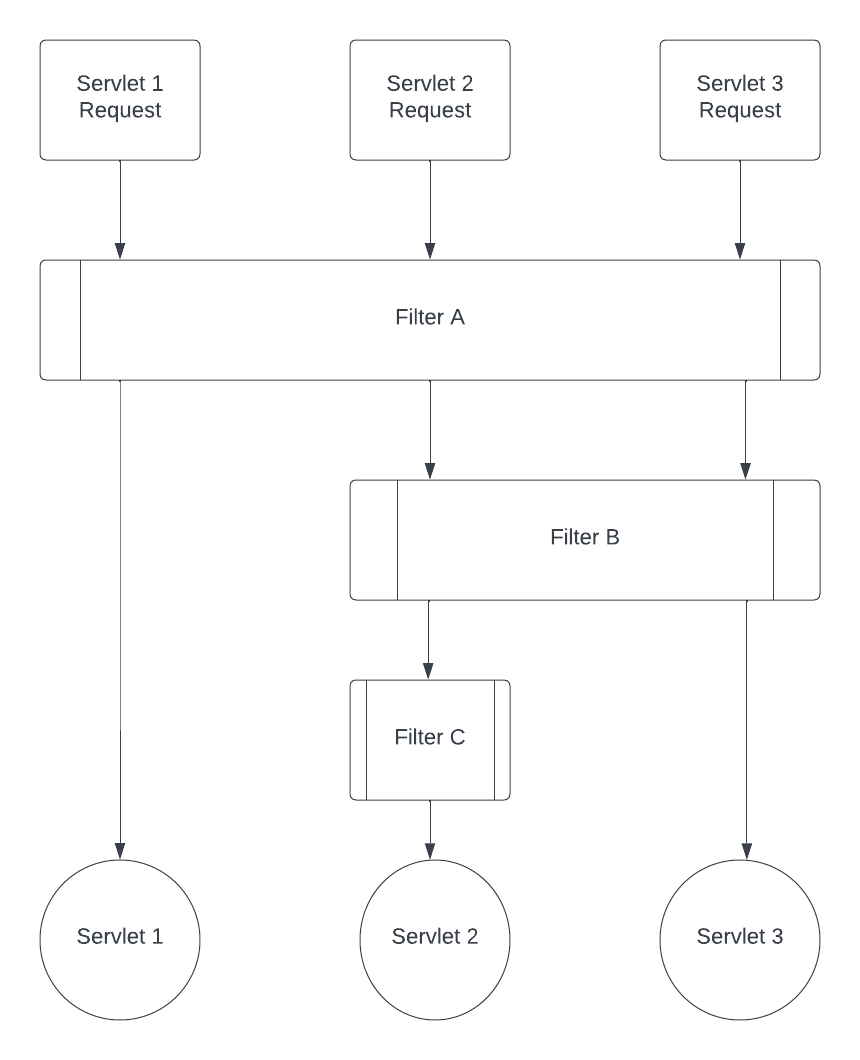 Servlet 1
Request
Servlet 2
Request
Servlet 3
Request
Filter A
Filter B
Filter C
Servlet 1
Servlet 2
Servlet 3